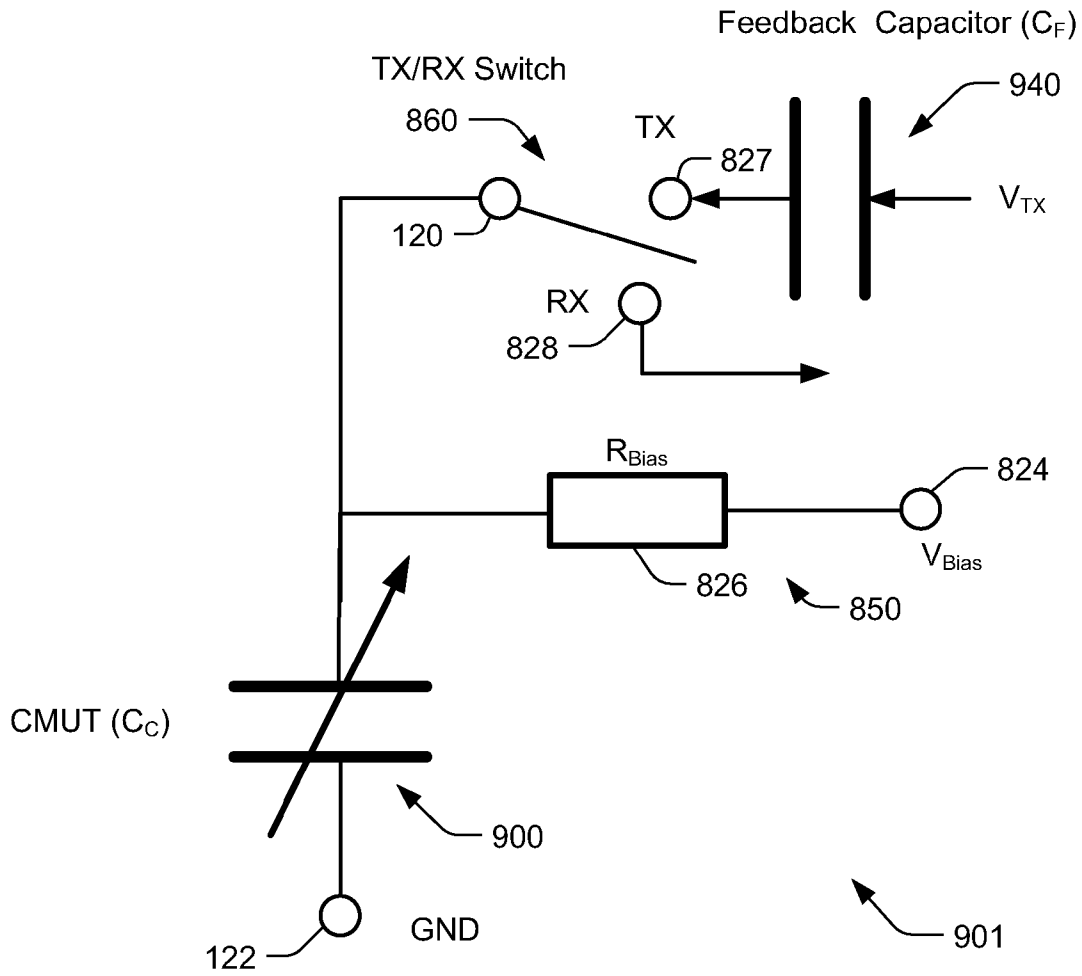 Feedback Capacitor (CF)
TX/RX Switch
940
860
TX
827
VTX
120
RX
828
RBias
824
VBias
826
850
CMUT (CC)
900
GND
122
901